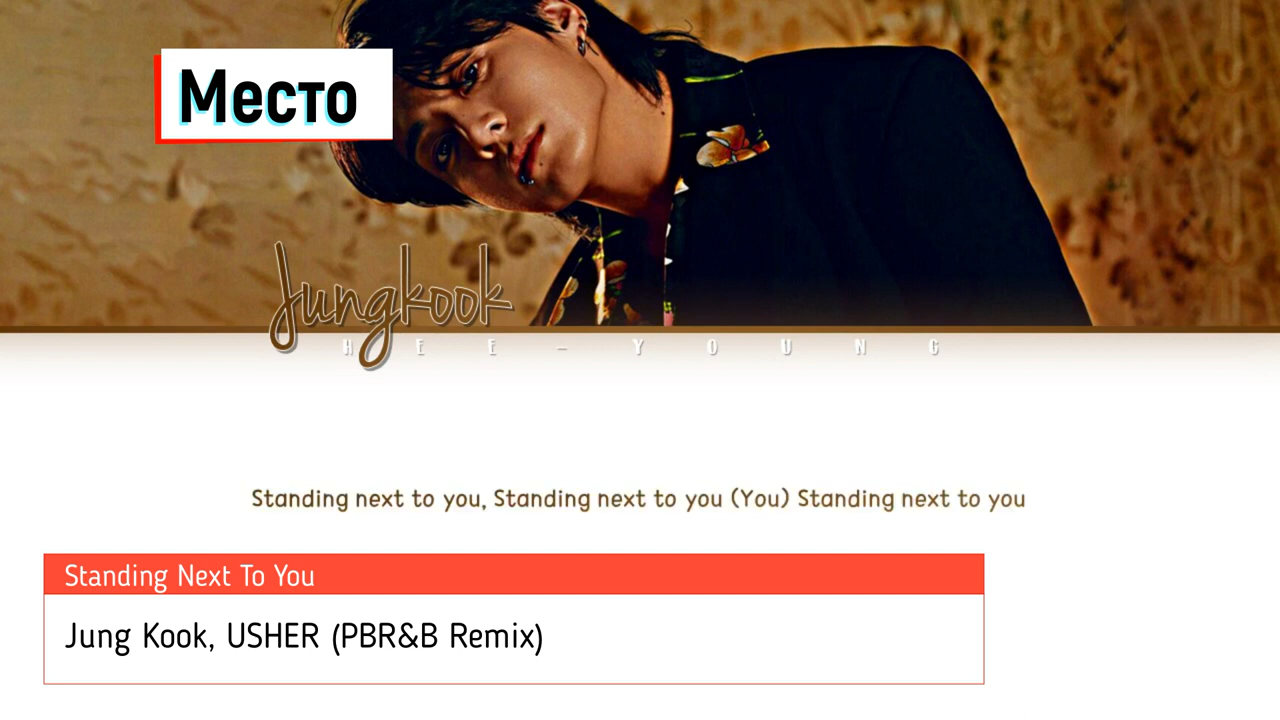 Место
Jungkook
HEE-YOUNG
Standing next to you, Standing next to you (You) Standing next to you
Standing Next To You
Jung Kook, USHER (PBR&B Remix)